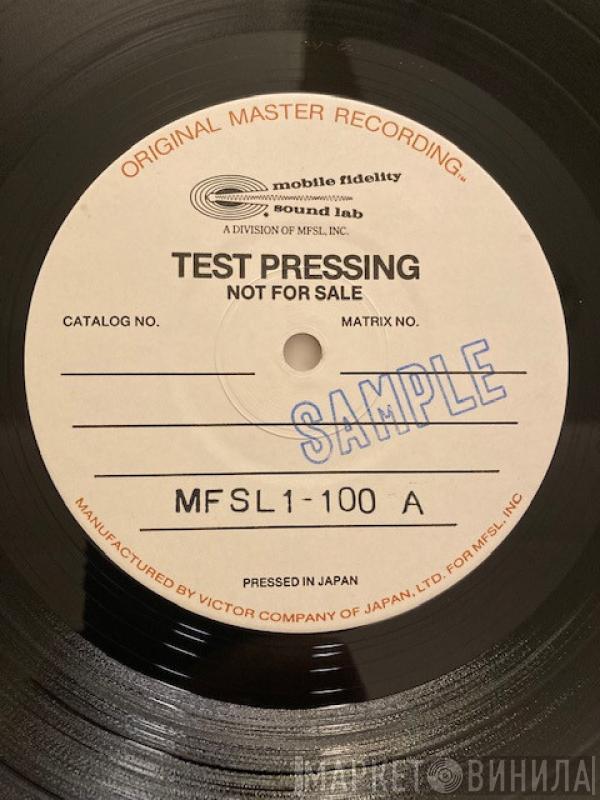 ORIGINAL MASTER RECORDING™
mobile fidelity
sound lab
A DIVISION OF MFSL, INC.
TEST PRESSING
NOT FOR SALE
CATALOG NO.
MATRIX NO.
SAMPLE
MFSL1-100 A
PRESSED IN JAPAN
MANUFACTURED BY VICTOR COMPANY OF JAPAN, LTD. FOR MFSL, INC
МАРКЕТ ВИНИЛА